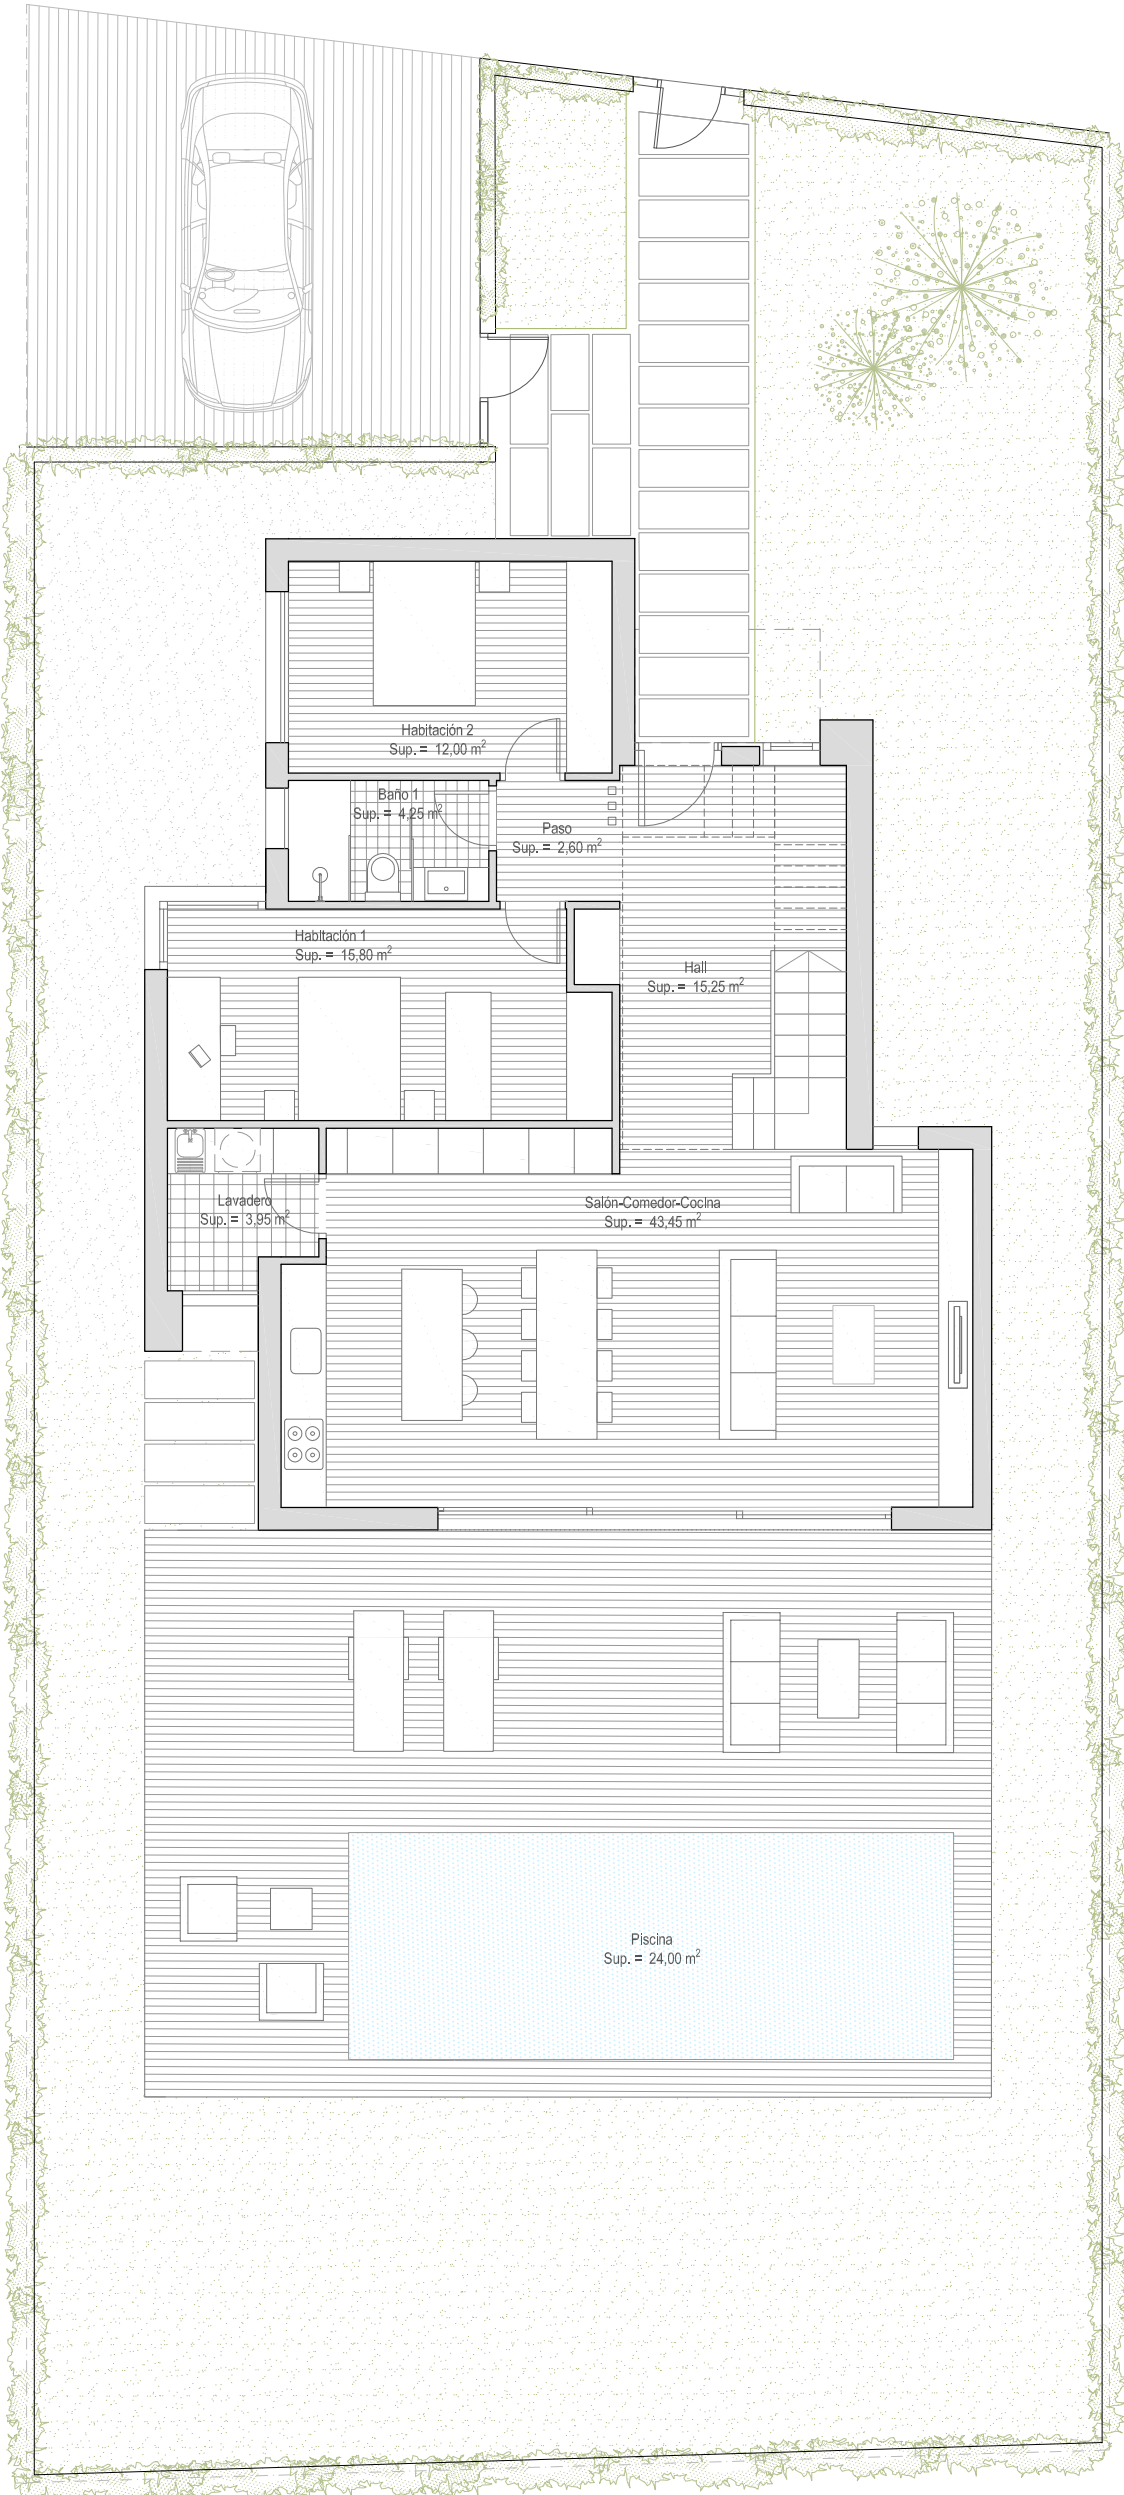 Habitación 2
Sup. = 12,00 m²
Baño 1
Sup. = 4,25 m²
Paso
Sup. = 2,60 m²
Habitación 1
Sup. = 15,80 m²
Hall
Sup. = 15,25 m²
Lavadero
Sup. = 3,95 m²
Salón-Comedor-Cocina
Sup. = 43,45 m²
Piscina
Sup. = 24,00 m²